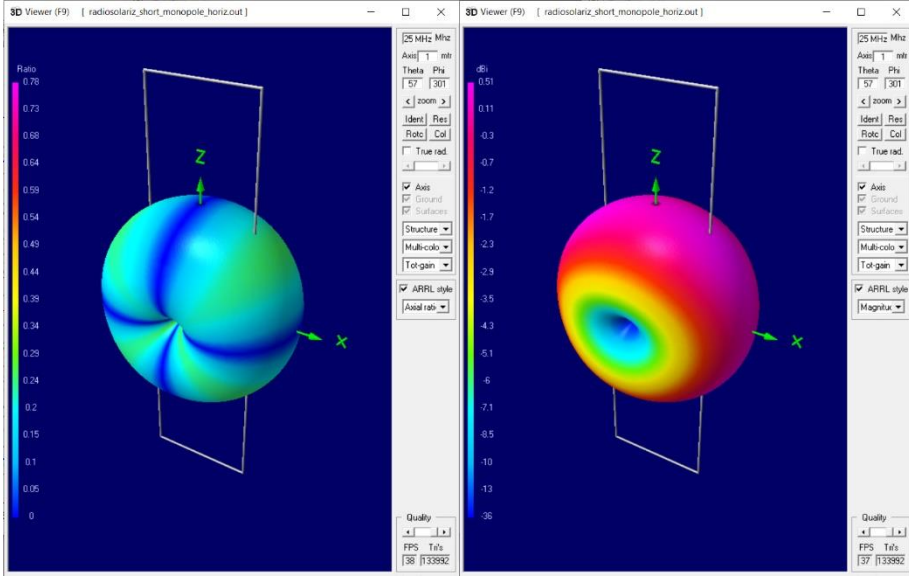 3D Viewer (F9) [ radiosolariz_short_monopole_horiz.out ]
Ratio
0.78
0.73
0.68
0.64
0.59
0.54
0.49
0.44
0.39
0.34
0.29
0.24
0.2
0.15
0.1
0.05
0
Z
X
25 MHz Mhz
Axis 1 mtr
Theta Phi
57 301
< zoom >
Ident Res
Rotc Col
True rad.
Axis
Ground
Surfaces
Structure
Multi-colo
Tot-gain
ARRL style
Axial rati
Quality
FPS Tri's
38 133992
3D Viewer (F9) [ radiosolariz_short_monopole_horiz.out ]
dBi
0.51
0.11
-0.3
-0.7
-1.2
-1.7
-2.3
-2.9
-3.5
-4.3
-5.1
-6
-7.1
-8.5
-10
-13
-36
Z
X
25 MHz Mhz
Axis 1 mtr
Theta Phi
57 301
< zoom >
Ident Res
Rotc Col
True rad.
Axis
Ground
Surfaces
Structure
Multi-colo
Tot-gain
ARRL style
Magnituc
Quality
FPS Tri's
37 133992